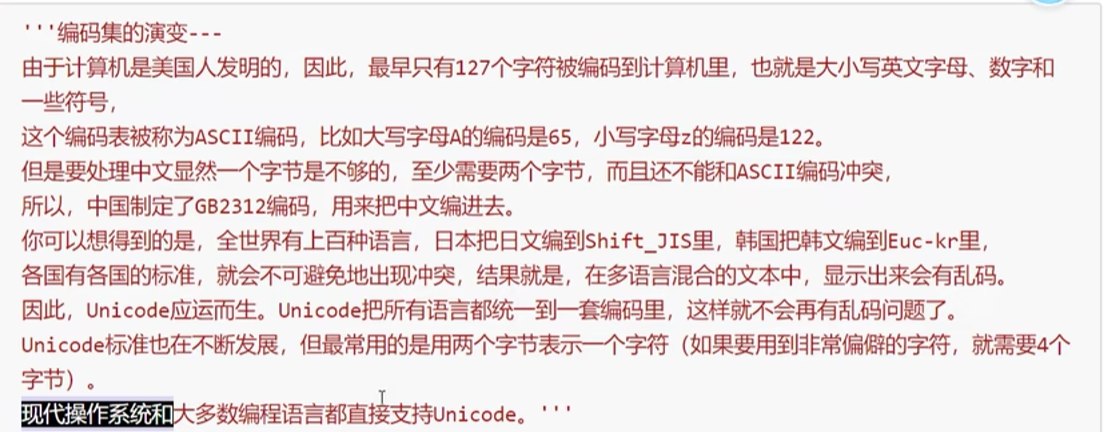 '''编码集的演变---
由于计算机是美国人发明的，因此，最早只有127个字符被编码到计算机里，也就是大小写英文字母、数字和
一些符号，
这个编码表被称为ASCII编码，比如大写字母A的编码是65，小写字母z的编码是122。
但是要处理中文显然一个字节是不够的，至少需要两个字节，而且还不能和ASCII编码冲突，
所以，中国制定了GB2312编码，用来把中文编进去。
你可以想得到的是，全世界有上百种语言，日本把日文编到Shift_JIS里，韩国把韩文编到Euc-kr里，
各国有各国的标准，就会不可避免地出现冲突，结果就是，在多语言混合的文本中，显示出来会有乱码。
因此，Unicode应运而生。Unicode把所有语言都统一到一套编码里，这样就不会再有乱码问题了。
Unicode标准也在不断发展，但最常用的是用两个字节表示一个字符（如果要用到非常偏僻的字符，就需要4个
字节）。
现代操作系统和大多数编程语言都直接支持Unicode。'''